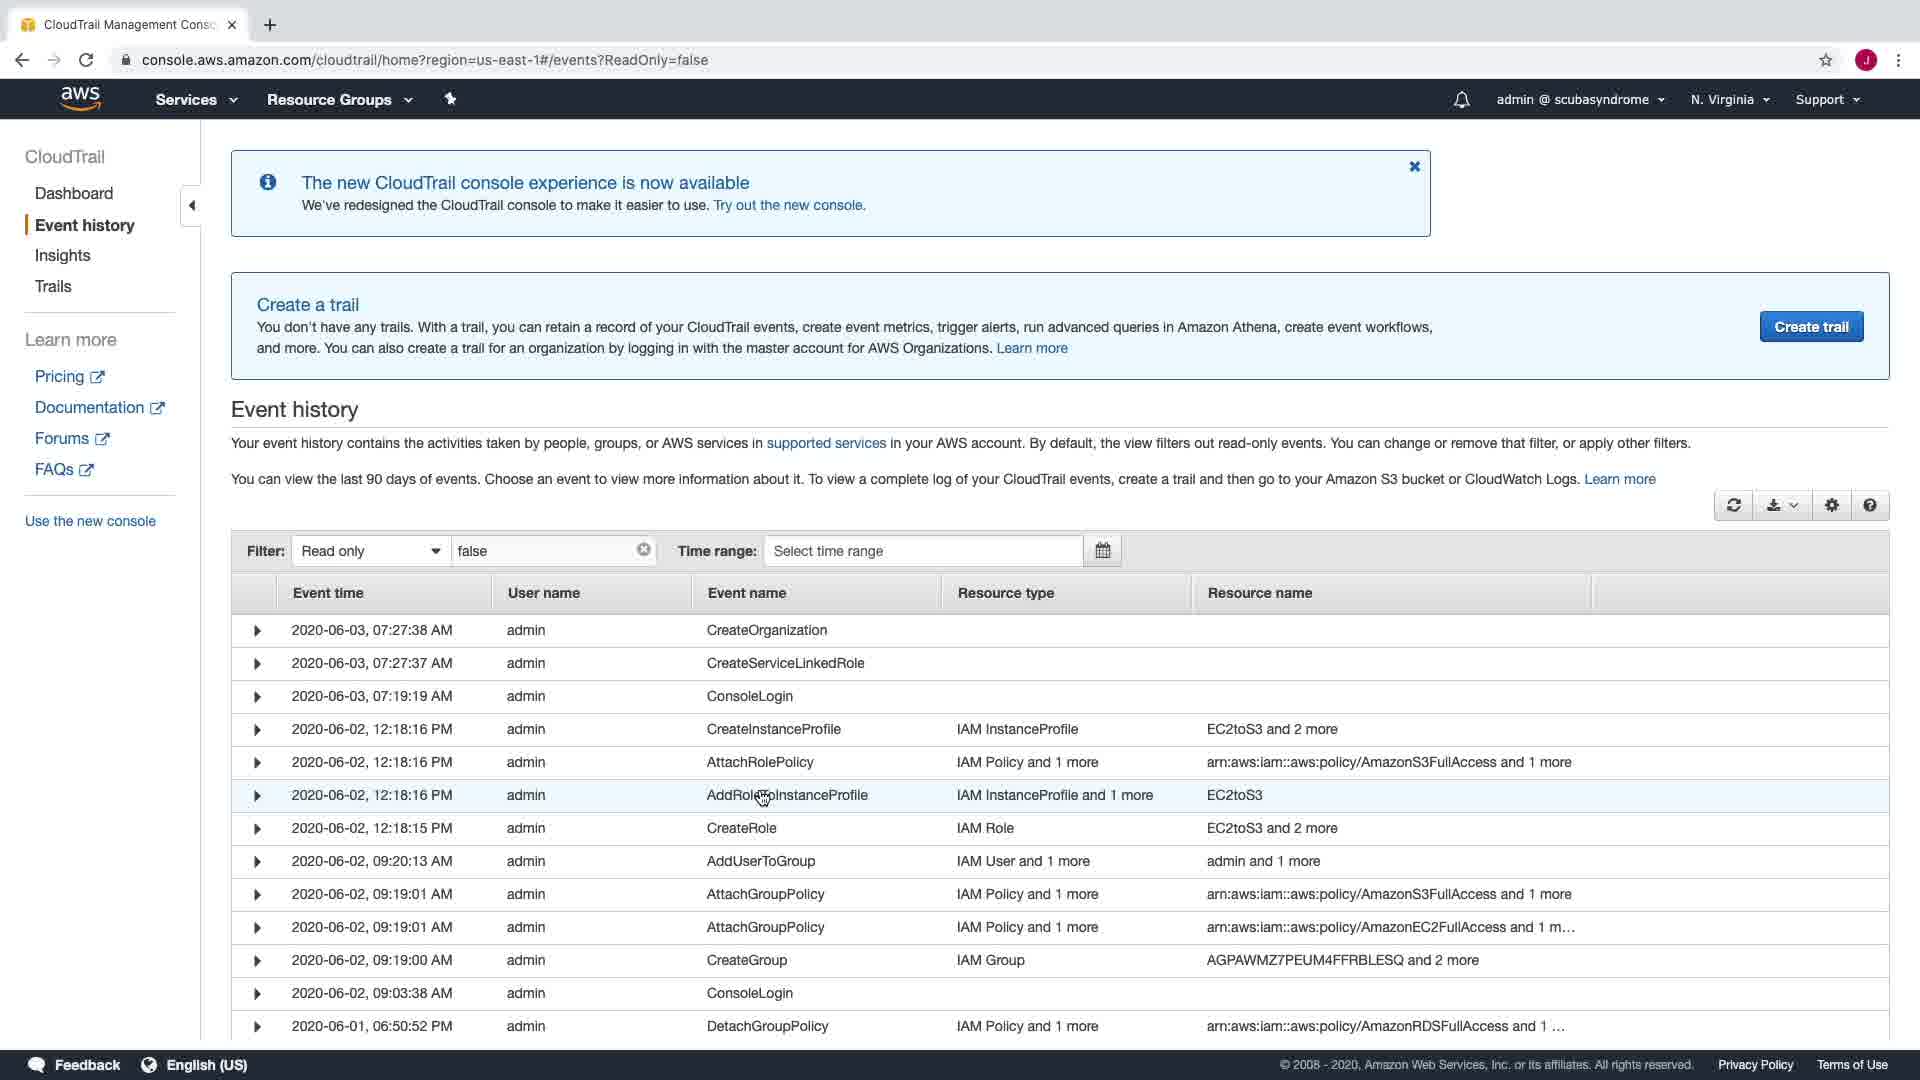 CloudTrail Management Conso
console.aws.amazon.com/cloudtrail/home?region=us-east-1#/events?ReadOnly=false
J
aws
Services
Resource Groups
admin @ scubasyndrome
N. Virginia
Support
CloudTrail
Dashboard
Event history
Insights
Trails
Learn more
Pricing
Documentation
Forums
FAQs
Use the new console
The new CloudTrail console experience is now available
We've redesigned the CloudTrail console to make it easier to use. Try out the new console.
Create a trail
You don't have any trails. With a trail, you can retain a record of your CloudTrail events, create event metrics, trigger alerts, run advanced queries in Amazon Athena, create event workflows,
and more. You can also create a trail for an organization by logging in with the master account for AWS Organizations. Learn more
Create trail
Event history
Your event history contains the activities taken by people, groups, or AWS services in supported services in your AWS account. By default, the view filters out read-only events. You can change or remove that filter, or apply other filters.
You can view the last 90 days of events. Choose an event to view more information about it. To view a complete log of your CloudTrail events, create a trail and then go to your Amazon S3 bucket or CloudWatch Logs. Learn more
Filter: Read only false Time range: Select time range
Event time User name Event name Resource type Resource name
2020-06-03, 07:27:38 AM admin CreateOrganization
2020-06-03, 07:27:37 AM admin CreateServiceLinkedRole
2020-06-03, 07:19:19 AM admin ConsoleLogin
2020-06-02, 12:18:16 PM admin CreateInstanceProfile IAM InstanceProfile EC2toS3 and 2 more
2020-06-02, 12:18:16 PM admin AttachRolePolicy IAM Policy and 1 more arn:aws:iam::aws:policy/AmazonS3FullAccess and 1 more
2020-06-02, 12:18:16 PM admin AddRoleToInstanceProfile IAM InstanceProfile and 1 more EC2toS3
2020-06-02, 12:18:15 PM admin CreateRole IAM Role EC2toS3 and 2 more
2020-06-02, 09:20:13 AM admin AddUserToGroup IAM User and 1 more admin and 1 more
2020-06-02, 09:19:01 AM admin AttachGroupPolicy IAM Policy and 1 more arn:aws:iam::aws:policy/AmazonS3FullAccess and 1 more
2020-06-02, 09:19:01 AM admin AttachGroupPolicy IAM Policy and 1 more arn:aws:iam::aws:policy/AmazonEC2FullAccess and 1 m...
2020-06-02, 09:19:00 AM admin CreateGroup IAM Group AGPAWMZ7PEUM4FFRBLESQ and 2 more
2020-06-02, 09:03:38 AM admin ConsoleLogin
2020-06-01, 06:50:52 PM admin DetachGroupPolicy IAM Policy and 1 more arn:aws:iam::aws:policy/AmazonRDSFullAccess and 1 ...
Feedback
English (US)
© 2008 - 2020, Amazon Web Services, Inc. or its affiliates. All rights reserved.
Privacy Policy
Terms of Use